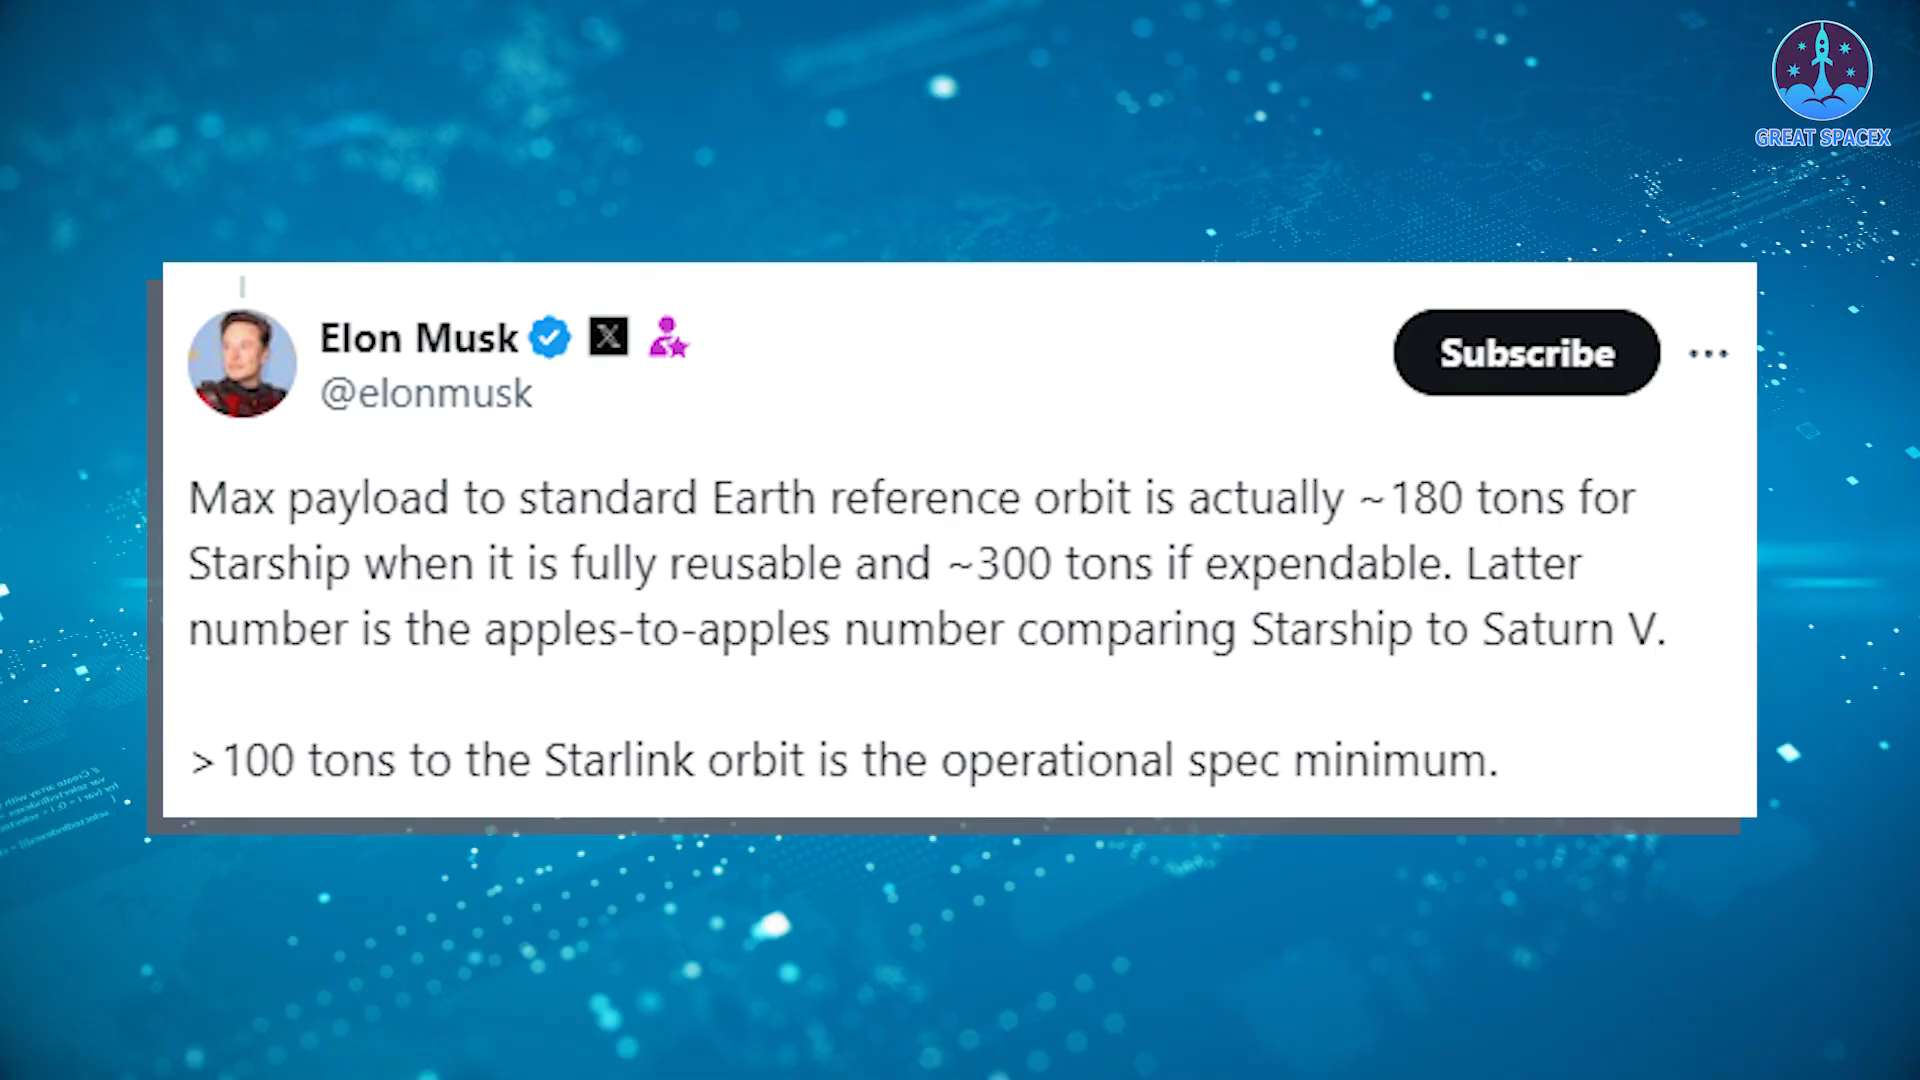 GREAT SPACEX
Elon Musk
@elonmusk
Subscribe
Max payload to standard Earth reference orbit is actually ~180 tons for
Starship when it is fully reusable and ~300 tons if expendable. Latter
number is the apples-to-apples number comparing Starship to Saturn V.
>100 tons to the Starlink orbit is the operational spec minimum.